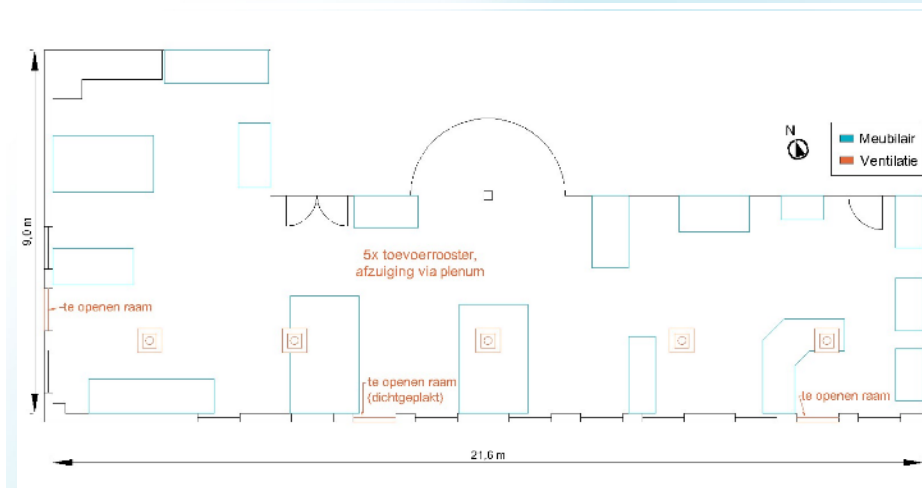 N
Meubilair
Ventilatie
9,0 m
5x toevoerrooster,
afzuiging via plenum
te openen raam
te openen raam
(dichtgeplakt)
te openen raam
21,6 m